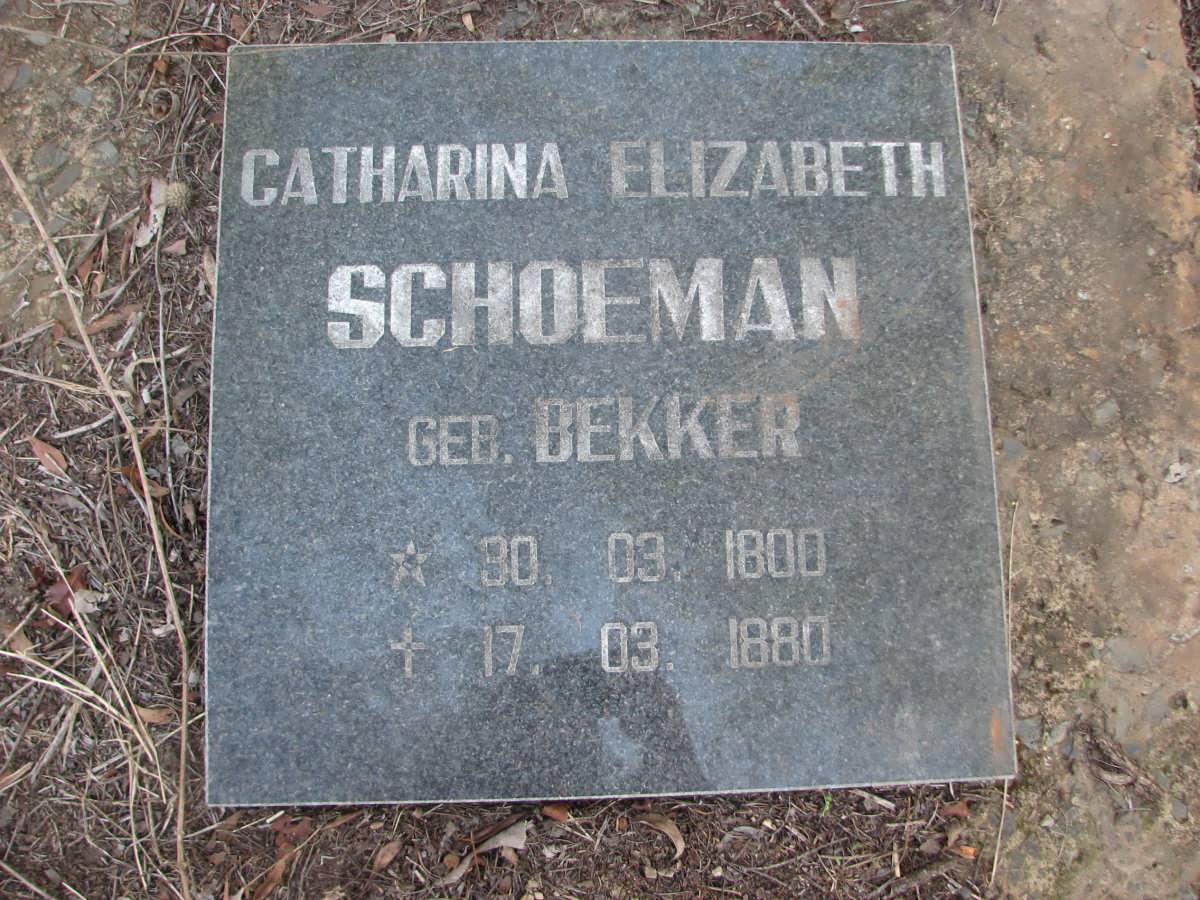 CATHARINA ELIZABETH
SCHOEMAN
GEB. BEKKER
☆ 30. 03. 1800
✝ 17. 03. 1880